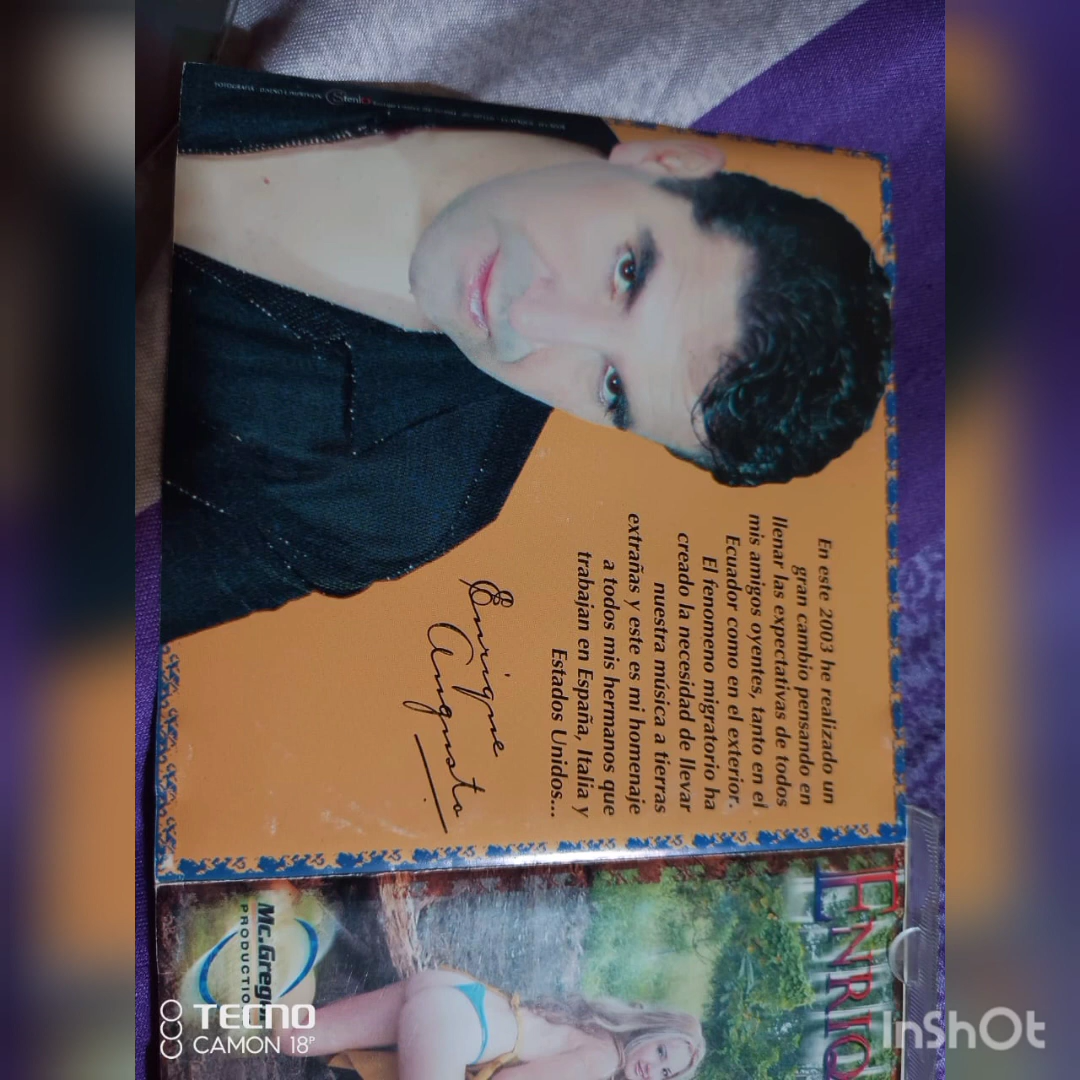 En este 2003 he realizado un
gran cambio pensando en
llenar las expectativas de todos
mis amigos oyentes, tanto en el
Ecuador como en el exterior.
El fenomeno migratorio ha
creado la necesidad de llevar
nuestra música a tierras
extrañas y este es mi homenaje
a todos mis hermanos que
trabajan en España, Italia y
Estados Unidos...
Enrique
Augusto
ENRIQ
Mc.Grego
PRODUCTIO
TECNO
CAMON 18P
InShOt